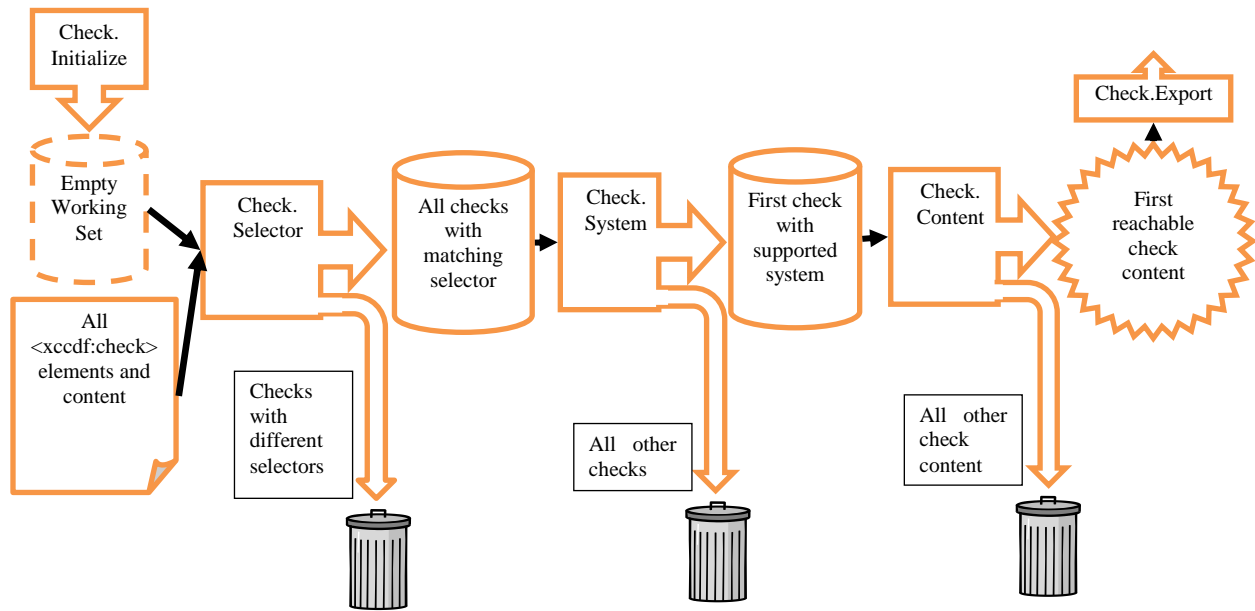 Check.
Initialize
Empty
Working
Set
All
<xccdf:check>
elements and
content
Check.
Selector
Checks
with
different
selectors
All checks
with
matching
selector
Check.
System
All other
checks
First check
with
supported
system
Check.
Content
All other
check
content
First
reachable
check
content
Check.Export